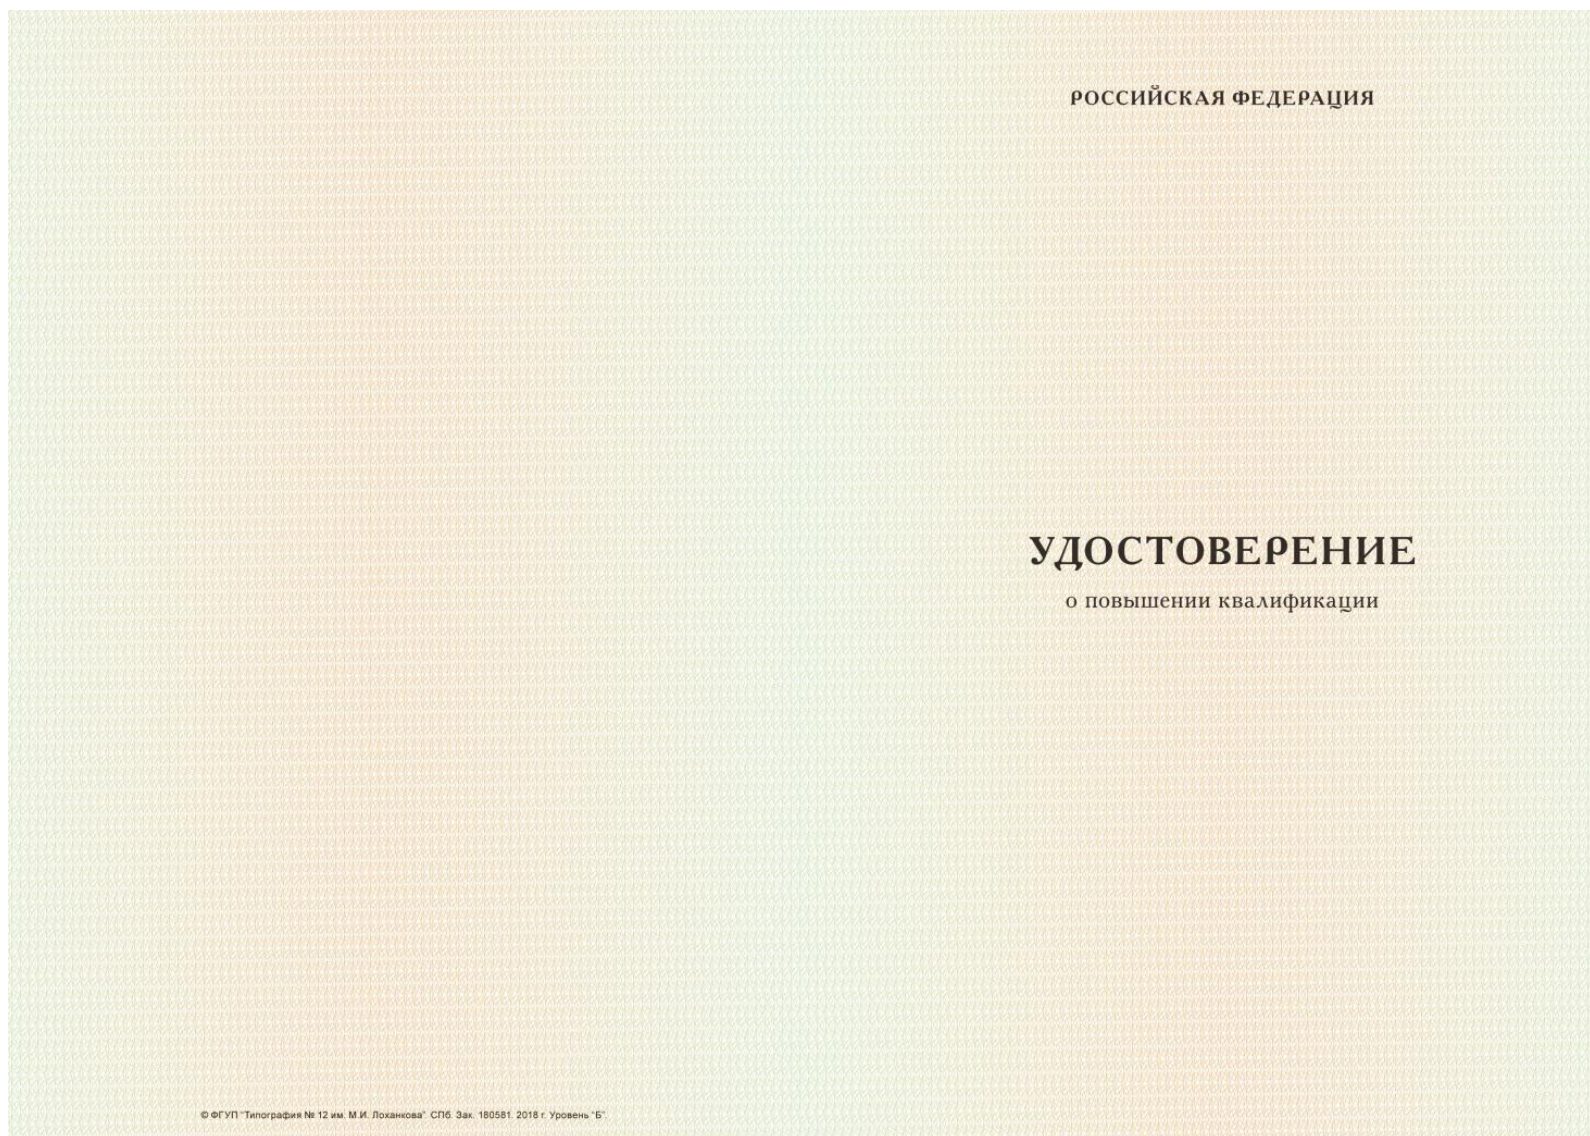 РОССИЙСКАЯ ФЕДЕРАЦИЯ
УДОСТОВЕРЕНИЕ
о повышении квалификации
© ФГУП "Типография № 12 им. М.И. Лоханкова". СПб. Зак. 180581. 2018 г. Уровень "Б".